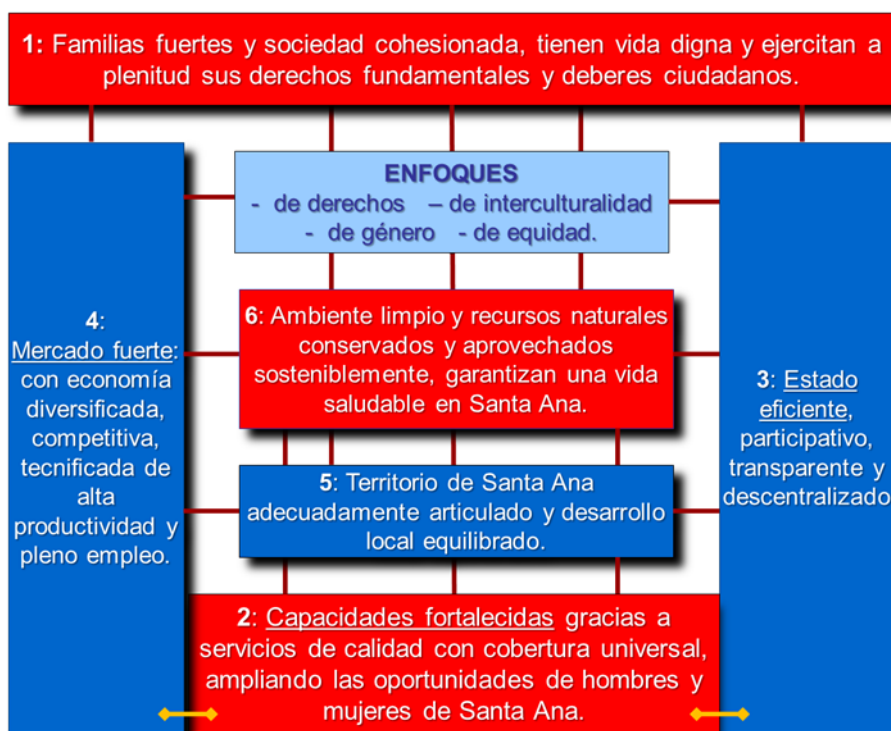 1: Familias fuertes y sociedad cohesionada, tienen vida digna y ejercitan a
plenitud sus derechos fundamentales y deberes ciudadanos.
ENFOQUES
- de derechos – de interculturalidad
- de género - de equidad.
4:
Mercado fuerte:
con economía
diversificada,
competitiva,
tecnificada de
alta
productividad y
pleno empleo.
6: Ambiente limpio y recursos naturales
conservados y aprovechados
sosteniblemente, garantizan una vida
saludable en Santa Ana.
3: Estado
eficiente,
participativo,
transparente y
descentralizado
5: Territorio de Santa Ana
adecuadamente articulado y desarrollo
local equilibrado.
2: Capacidades fortalecidas gracias a
servicios de calidad con cobertura universal,
ampliando las oportunidades de hombres y
mujeres de Santa Ana.